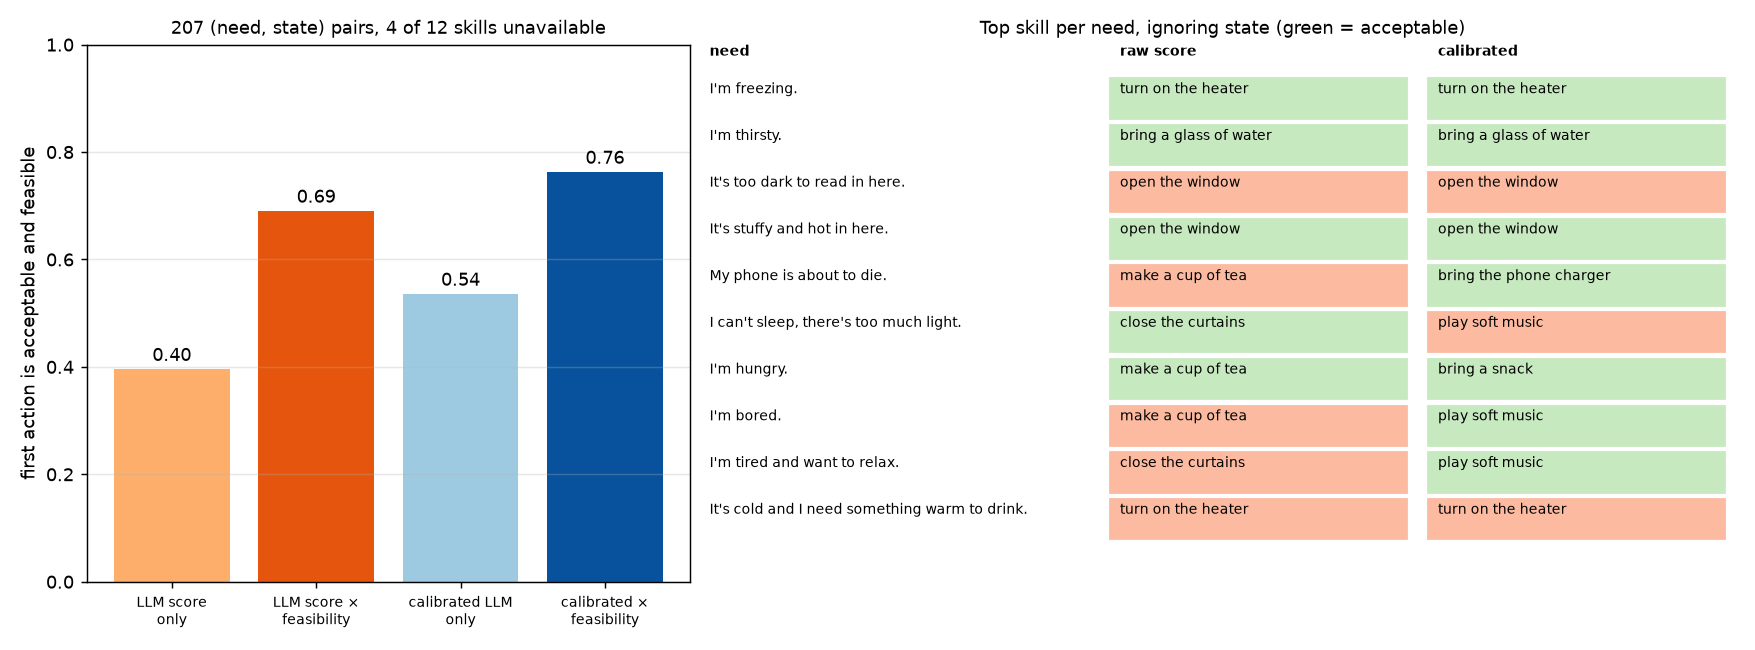 207 (need, state) pairs, 4 of 12 skills unavailable
first action is acceptable and feasible
1.0
0.8
0.6
0.4
0.2
0.0
0.40
0.69
0.54
0.76
LLM score
only
LLM score ×
feasibility
calibrated LLM
only
calibrated ×
feasibility
Top skill per need, ignoring state (green = acceptable)
need raw score calibrated
I'm freezing. turn on the heater turn on the heater
I'm thirsty. bring a glass of water bring a glass of water
It's too dark to read in here. open the window open the window
It's stuffy and hot in here. open the window open the window
My phone is about to die. make a cup of tea bring the phone charger
I can't sleep, there's too much light. close the curtains play soft music
I'm hungry. make a cup of tea bring a snack
I'm bored. make a cup of tea play soft music
I'm tired and want to relax. close the curtains play soft music
It's cold and I need something warm to drink. turn on the heater turn on the heater